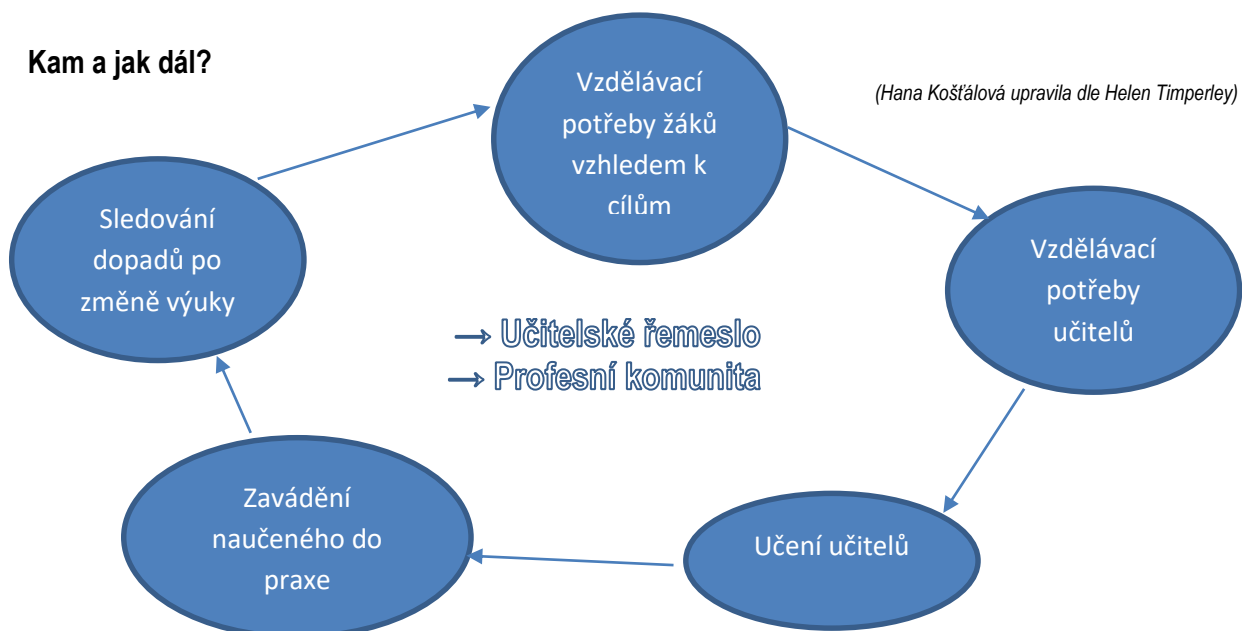 Kam a jak dál?
(Hana Košťálová upravila dle Helen Timperley)
Vzdělávací
potřeby žáků
vzhledem k
cílům
Vzdělávací
potřeby
učitelů
Učení učitelů
Zavádění
naučeného do
praxe
Sledování
dopadů po
změně výuky
→ Učitelské řemeslo
→ Profesní komunita